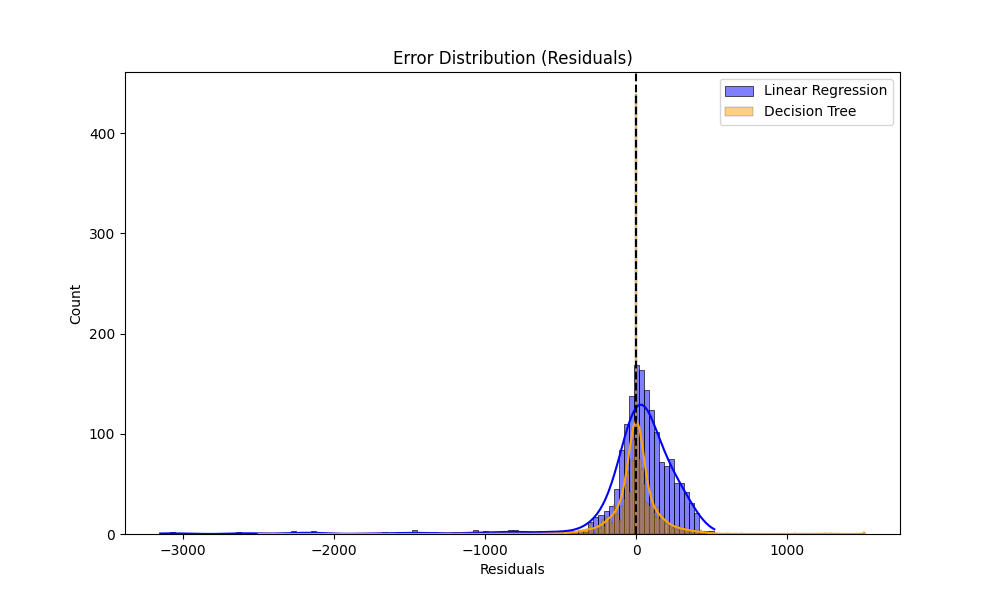 Error Distribution (Residuals)
Linear Regression
Decision Tree
400
300
200
100
0
Count
−3000 −2000 −1000 0 1000
Residuals